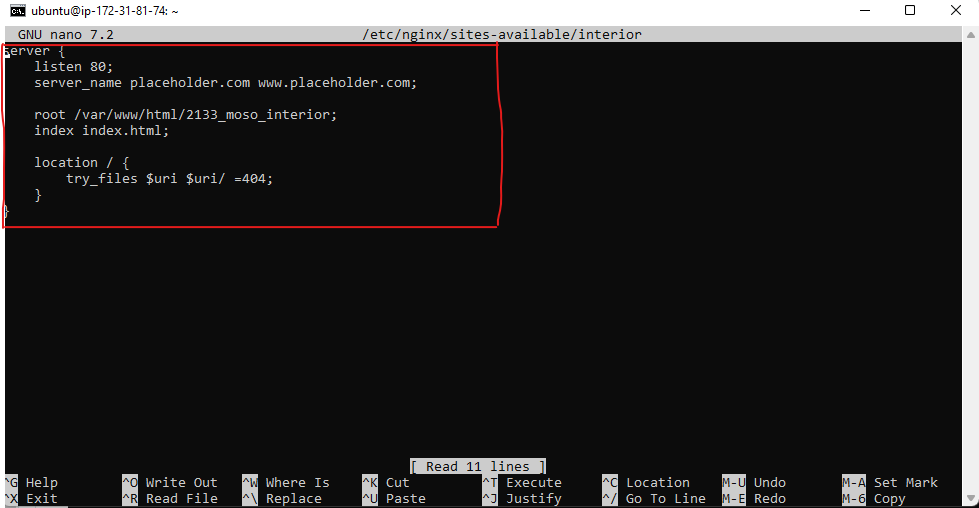 ubuntu@ip-172-31-81-74: ~
GNU nano 7.2 /etc/nginx/sites-available/interior
server {
    listen 80;
    server_name placeholder.com www.placeholder.com;

    root /var/www/html/2133_moso_interior;
    index index.html;

    location / {
        try_files $uri $uri/ =404;
    }
}
[ Read 11 lines ]
^G Help ^O Write Out ^W Where Is ^K Cut ^T Execute ^C Location M-U Undo M-A Set Mark
^X Exit ^R Read File ^\ Replace ^U Paste ^J Justify ^/ Go To Line M-E Redo M-6 Copy